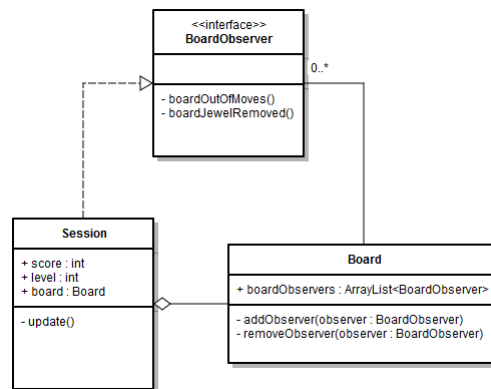 <<interface>>
BoardObserver
0..*
- boardOutOfMoves()
- boardJewelRemoved()
Session
+ score : int
+ level : int
+ board : Board
- update()
Board
+ boardObservers : ArrayList<BoardObserver>
- addObserver(observer : BoardObserver)
- removeObserver(observer : BoardObserver)